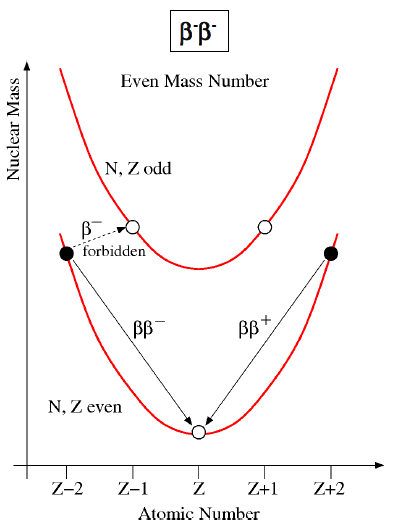 β⁻β⁻
Even Mass Number
Nuclear Mass
N, Z odd
β⁻
forbidden
ββ⁻
ββ⁺
N, Z even
Z−2
Z−1
Z
Z+1
Z+2
Atomic Number